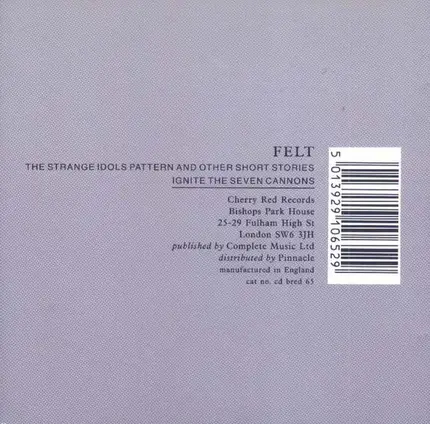 FELT
THE STRANGE IDOLS PATTERN AND OTHER SHORT STORIES
IGNITE THE SEVEN CANNONS
Cherry Red Records
Bishops Park House
25-29 Fulham High St
London SW6 3JH
published by Complete Music Ltd
distributed by Pinnacle
manufactured in England
cat no. cd bred 65
5 013929 106529